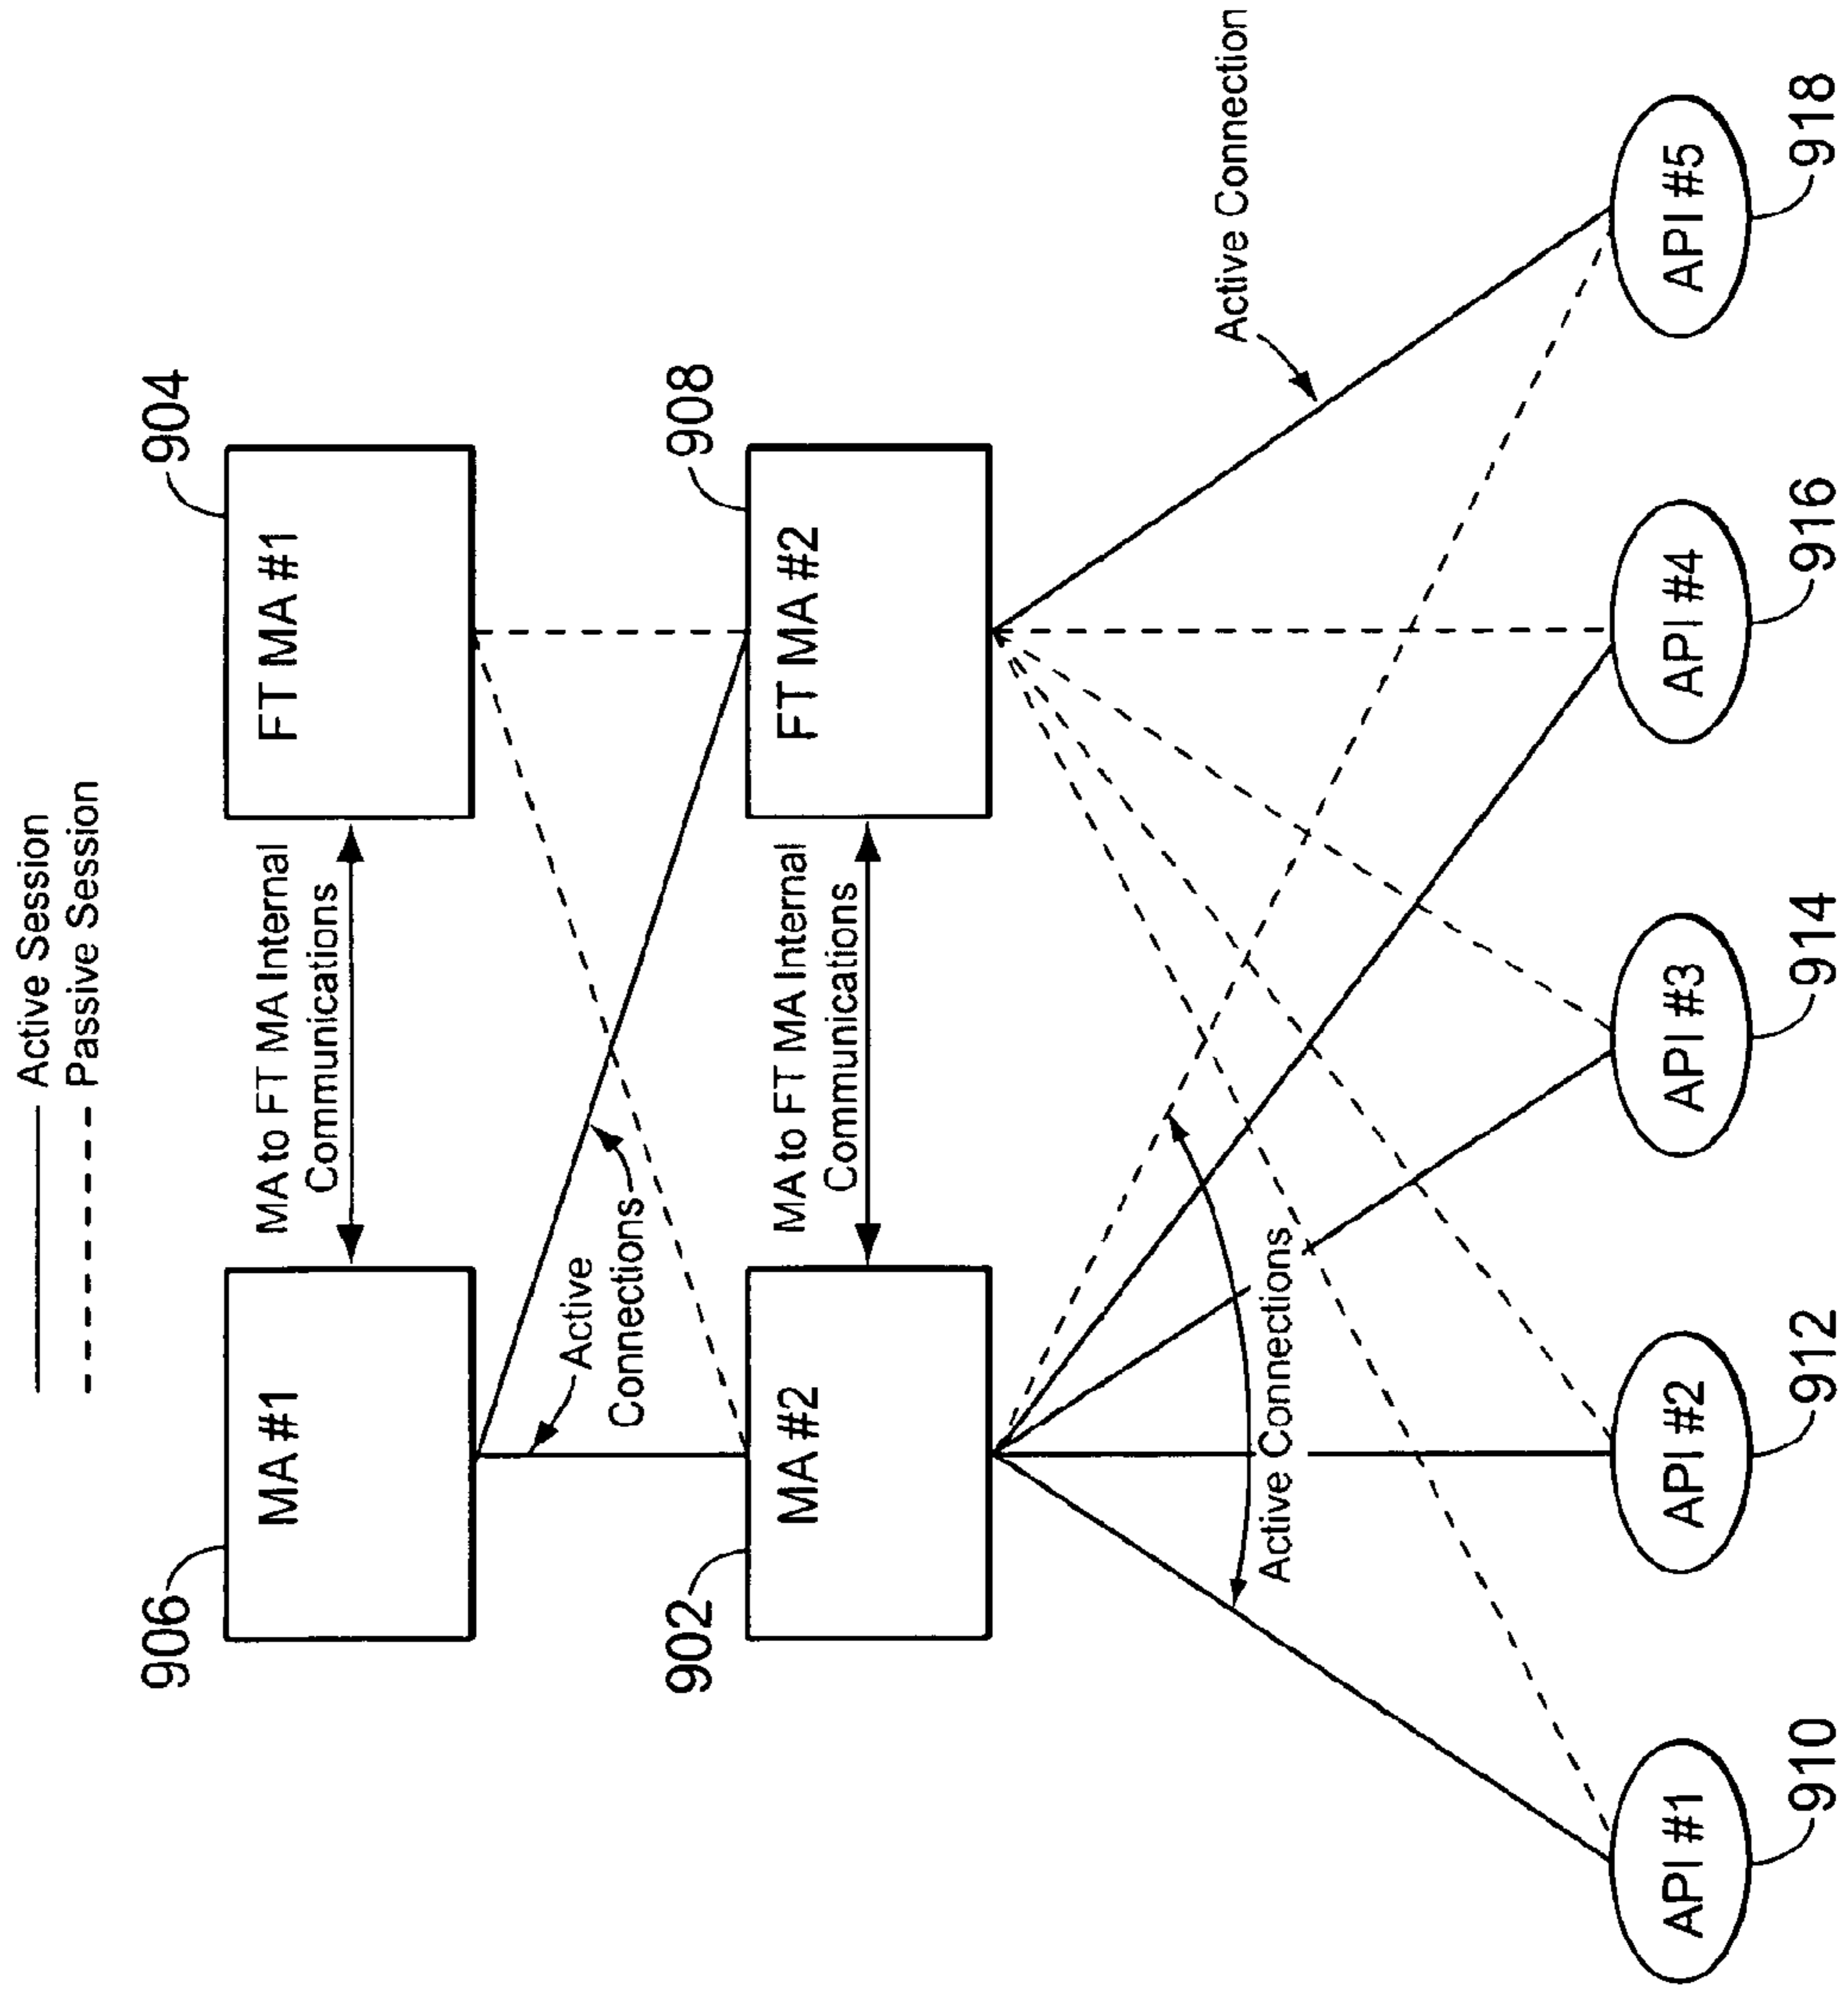 Active Session
Passive Session
906
MA #1
MA to FT MA Internal
Communications
FT MA #1
904
Active
Connections
902
MA #2
MA to FT MA Internal
Communications
FT MA #2
908
Active Connections
Active Connection
API #1
API #2
API #3
API #4
API #5
910
912
914
916
918